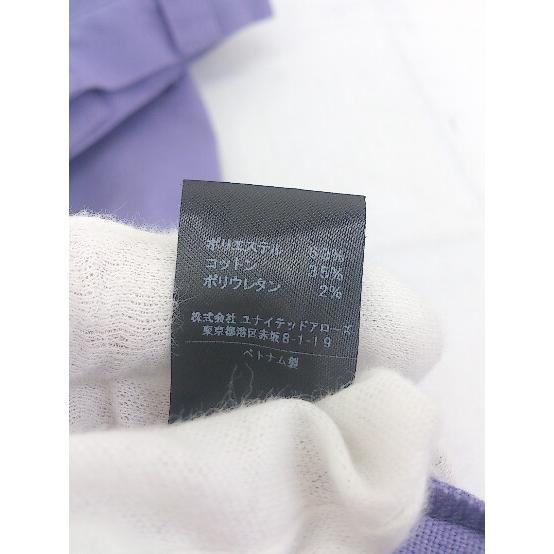 ポリエステル 63%
コットン 35%
ポリウレタン 2%
株式会社 ユナイテッドアローズ
東京都港区赤坂8-1-19
ベトナム製